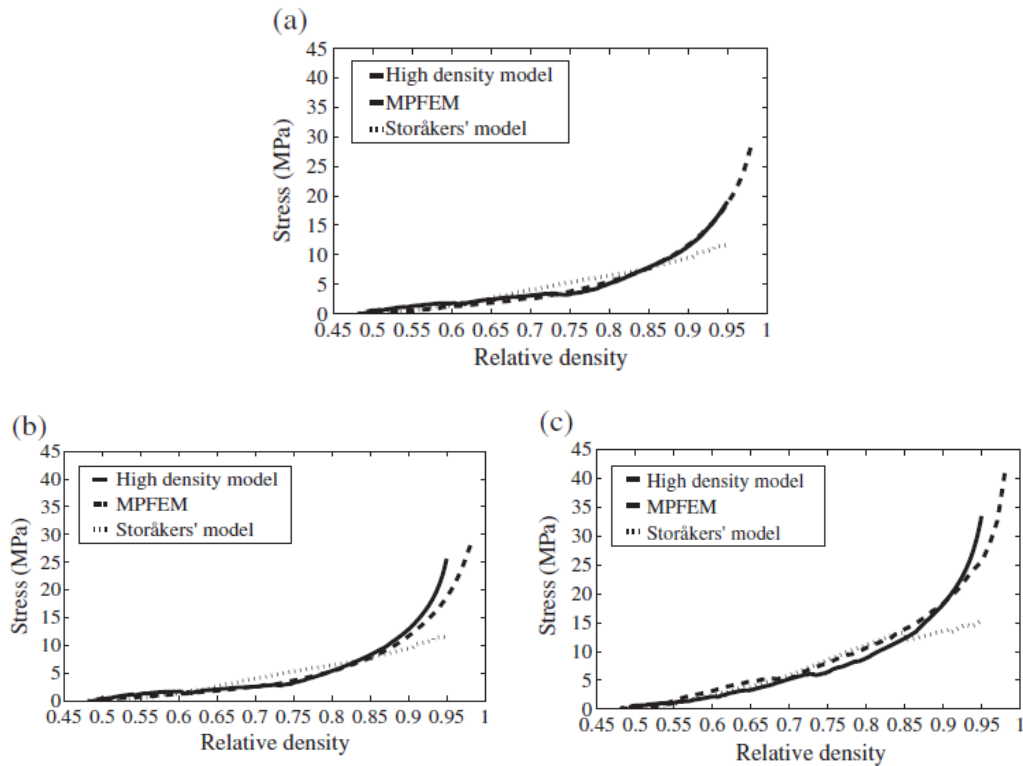 (a)
45
40
35
30
25
20
15
10
5
0
Stress (MPa)
High density model
MPFEM
Storåkers' model
0.45 0.5 0.55 0.6 0.65 0.7 0.75 0.8 0.85 0.9 0.95 1
Relative density
(b)
45
40
35
30
25
20
15
10
5
0
Stress (MPa)
High density model
MPFEM
Storåkers' model
0.45 0.5 0.55 0.6 0.65 0.7 0.75 0.8 0.85 0.9 0.95 1
Relative density
(c)
45
40
35
30
25
20
15
10
5
0
Stress (MPa)
High density model
MPFEM
Storåkers' model
0.45 0.5 0.55 0.6 0.65 0.7 0.75 0.8 0.85 0.9 0.95 1
Relative density